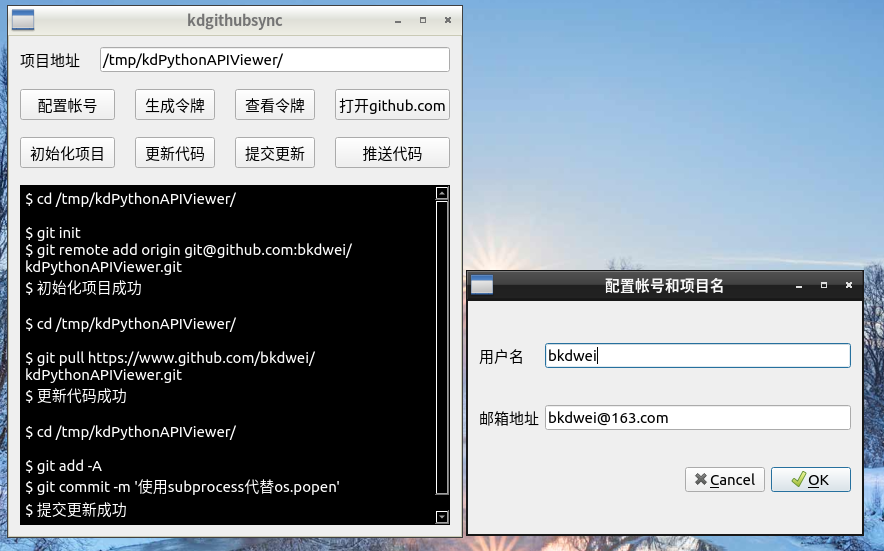 kdgithubsync
项目地址 /tmp/kdPythonAPIViewer/
配置帐号 生成令牌 查看令牌 打开github.com
初始化项目 更新代码 提交更新 推送代码
$ cd /tmp/kdPythonAPIViewer/
$ git init
$ git remote add origin git@github.com:bkdwei/
kdPythonAPIViewer.git
$ 初始化项目成功
$ cd /tmp/kdPythonAPIViewer/
$ git pull https://www.github.com/bkdwei/
kdPythonAPIViewer.git
$ 更新代码成功
$ cd /tmp/kdPythonAPIViewer/
$ git add -A
$ git commit -m '使用subprocess代替os.popen'
$ 提交更新成功
配置帐号和项目名
用户名 bkdwei
邮箱地址 bkdwei@163.com
Cancel OK